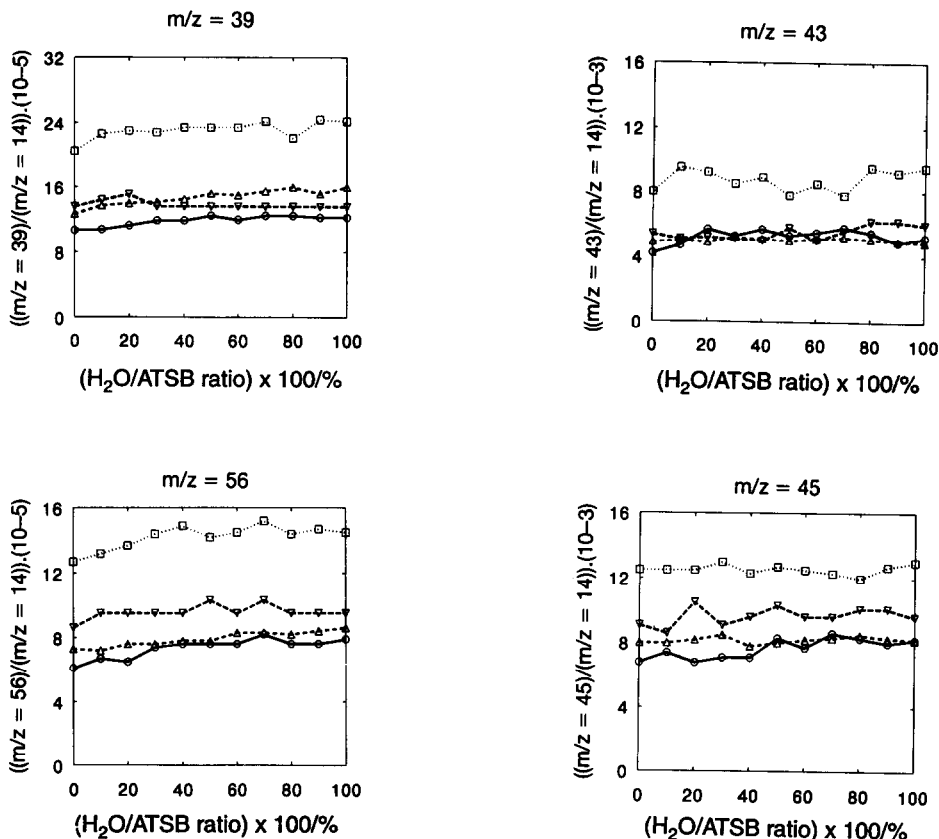 m/z = 39
((m/z = 39)/(m/z = 14)).(10–5)
32
24
16
12
0
0 20 40 60 80 100
(H₂O/ATSB ratio) x 100/%
m/z = 43
((m/z = 43)/(m/z = 14)).(10–3)
16
12
8
4
0
0 20 40 60 80 100
(H₂O/ATSB ratio) x 100/%
m/z = 56
((m/z = 56)/(m/z = 14)).(10–5)
16
12
8
4
0
0 20 40 60 80 100
(H₂O/ATSB ratio) x 100/%
m/z = 45
((m/z = 45)/(m/z = 14)).(10–3)
16
12
8
4
0
0 20 40 60 80 100
(H₂O/ATSB ratio) x 100/%